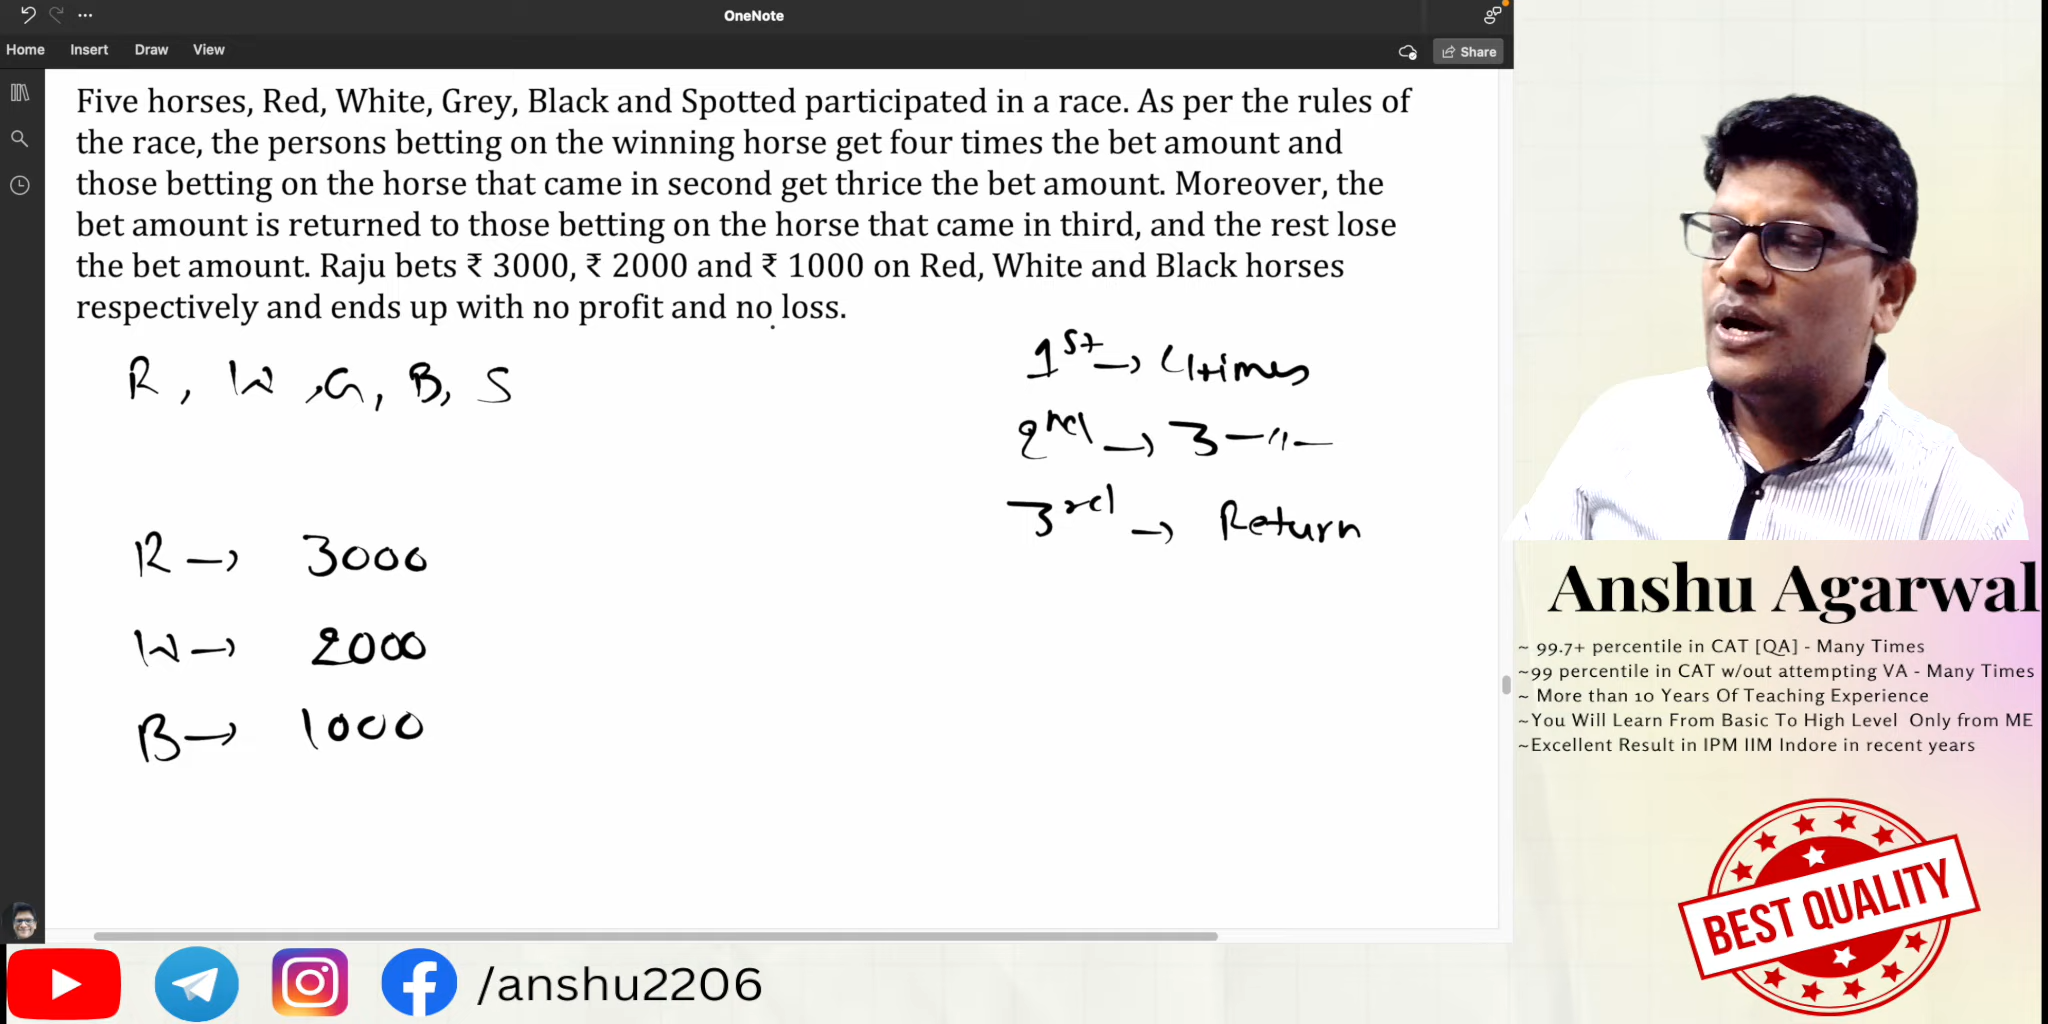 OneNote
Home Insert Draw View
Share
Five horses, Red, White, Grey, Black and Spotted participated in a race. As per the rules of
the race, the persons betting on the winning horse get four times the bet amount and
those betting on the horse that came in second get thrice the bet amount. Moreover, the
bet amount is returned to those betting on the horse that came in third, and the rest lose
the bet amount. Raju bets ₹ 3000, ₹ 2000 and ₹ 1000 on Red, White and Black horses
respectively and ends up with no profit and no loss.
R, W, G, B, S
1st → 4times
2nd → 3 —〃—
3rd → Return
R → 3000
W → 2000
B → 1000
Anshu Agarwal
~ 99.7+ percentile in CAT [QA] - Many Times
~99 percentile in CAT w/out attempting VA - Many Times
~ More than 10 Years Of Teaching Experience
~You Will Learn From Basic To High Level Only from ME
~Excellent Result in IPM IIM Indore in recent years
BEST QUALITY
/anshu2206